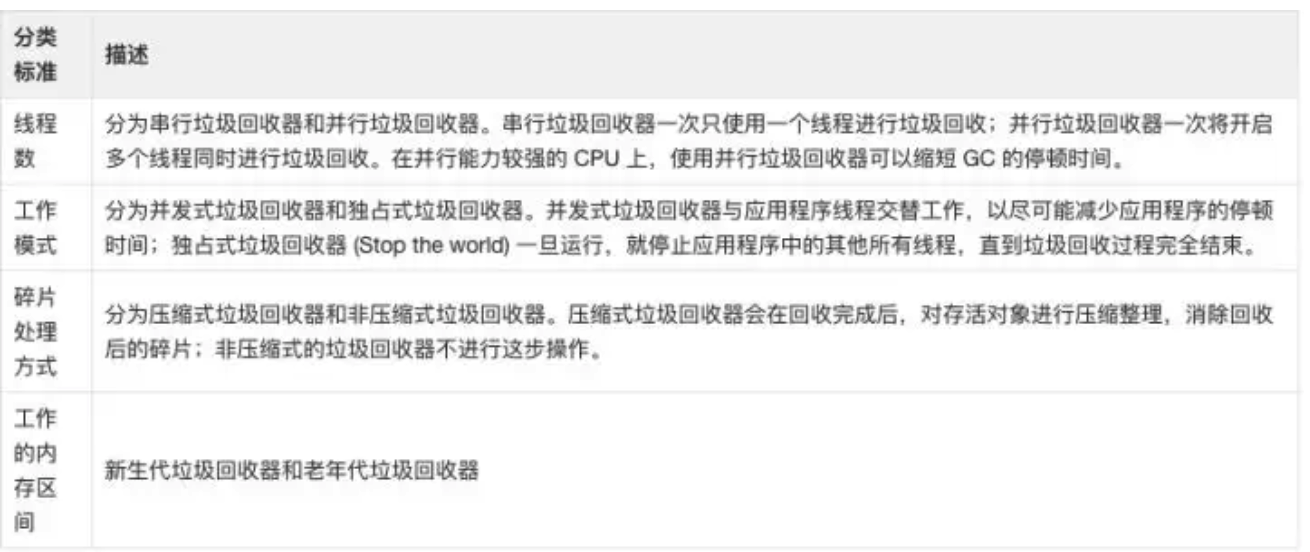 分类
标准
描述
线程
数
分为串行垃圾回收器和并行垃圾回收器。串行垃圾回收器一次只使用一个线程进行垃圾回收；并行垃圾回收器一次将开启
多个线程同时进行垃圾回收。在并行能力较强的 CPU 上，使用并行垃圾回收器可以缩短 GC 的停顿时间。
工作
模式
分为并发式垃圾回收器和独占式垃圾回收器。并发式垃圾回收器与应用程序线程交替工作，以尽可能减少应用程序的停顿
时间；独占式垃圾回收器 (Stop the world) 一旦运行，就停止应用程序中的其他所有线程，直到垃圾回收过程完全结束。
碎片
处理
方式
分为压缩式垃圾回收器和非压缩式垃圾回收器。压缩式垃圾回收器会在回收完成后，对存活对象进行压缩整理，消除回收
后的碎片；非压缩式的垃圾回收器不进行这步操作。
工作
的内
存区
间
新生代垃圾回收器和老年代垃圾回收器